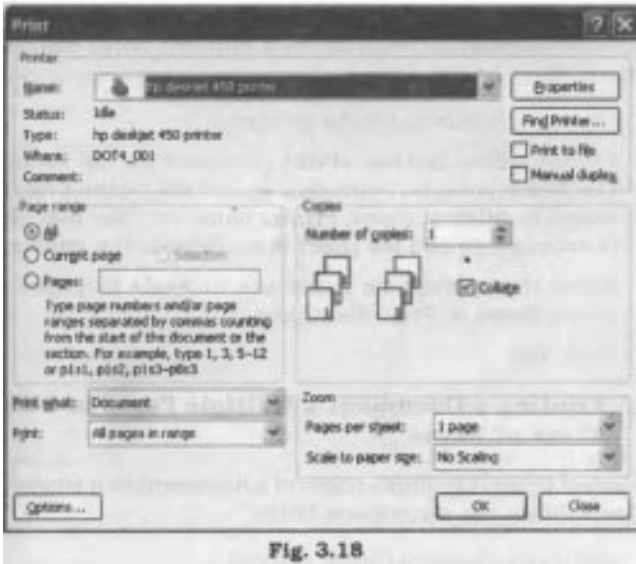 Print
Printer
Name: hp deskjet 450 printer Properties
Status: Idle Find Printer...
Type: hp deskjet 450 printer
Where: DOT4_001 Print to file
Comment: Manual duplex
Page range
All
Current page Selection
Pages:
Type page numbers and/or page
ranges separated by commas counting
from the start of the document or the
section. For example, type 1, 3, 5-12
or p1s1, p1s2, p1s3-p8s3
Copies
Number of copies: 1
Collate
Print what: Document
Print: All pages in range
Zoom
Pages per sheet: 1 page
Scale to paper size: No Scaling
Options... OK Close
Fig. 3.18